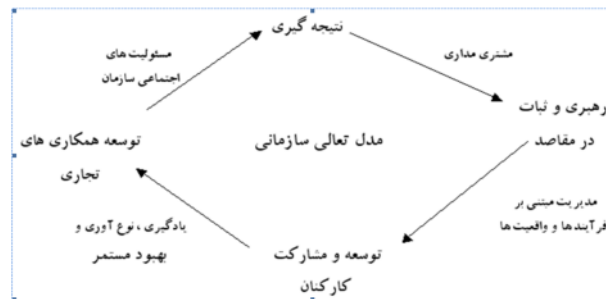 نتیجه گیری
مشتری مداری
مسئولیت های
اجتماعی سازمان
رهبری و ثبات
در مقاصد
مدل تعالی سازمانی
توسعه همکاری های
تجاری
مدیریت مبتنی بر
فرآیندها و واقعیت ها
یادگیری ، نوع آوری و
بهبود مستمر
توسعه و مشارکت
کارکنان